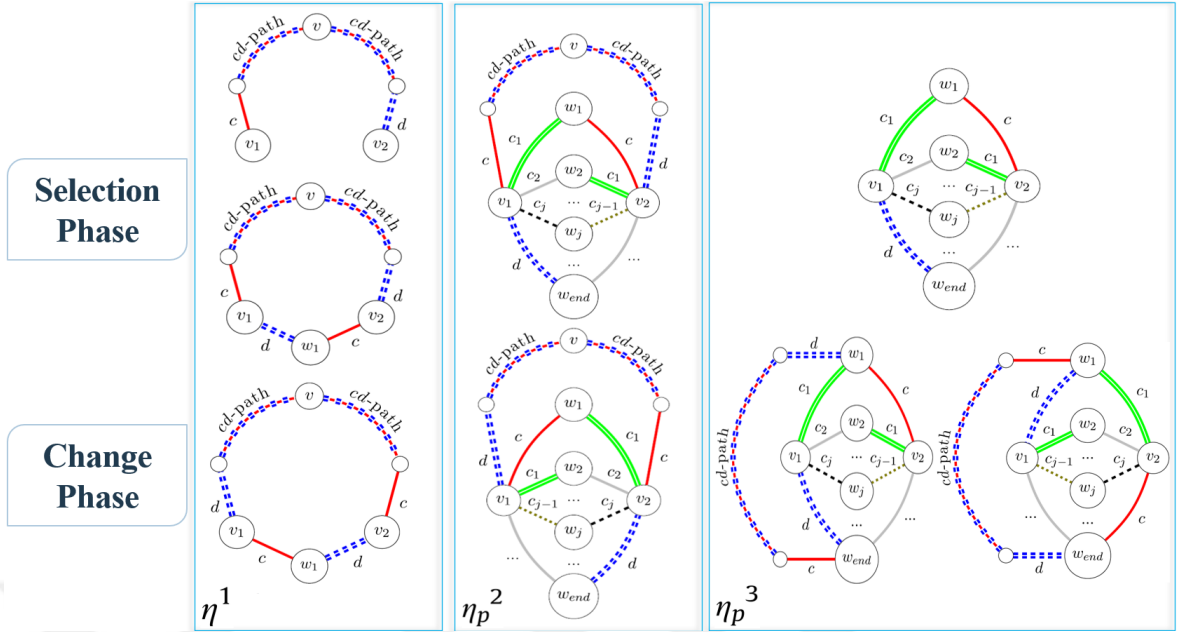 Selection
Phase
Change
Phase
cd-path v cd-path
c d
v1 v2
cd-path v cd-path
c d
v1 v2
d w1 c
cd-path v cd-path
d c
v1 v2
c w1 d
η1
cd-path v cd-path
w1
c c1 c d
w2
c2 c1
v1 ... v2
cj cj-1
wj
d ... ...
wend
cd-path v cd-path
w1
d c c1 c
w2
c1 c2
v1 ... v2
cj-1 cj
wj
... ... d
wend
ηp2
w1
c1 c
w2
c2 c1
v1 ... v2
cj cj-1
wj
d ... ...
wend
d w1
c1 c
w2
c2 c1
cd-path v1 ... v2
cj cj-1
wj
d ... ...
c wend
c w1
d c1
w2
c1 c2
cd-path v1 ... v2
cj-1 cj
wj
... ... c
d wend
ηp3